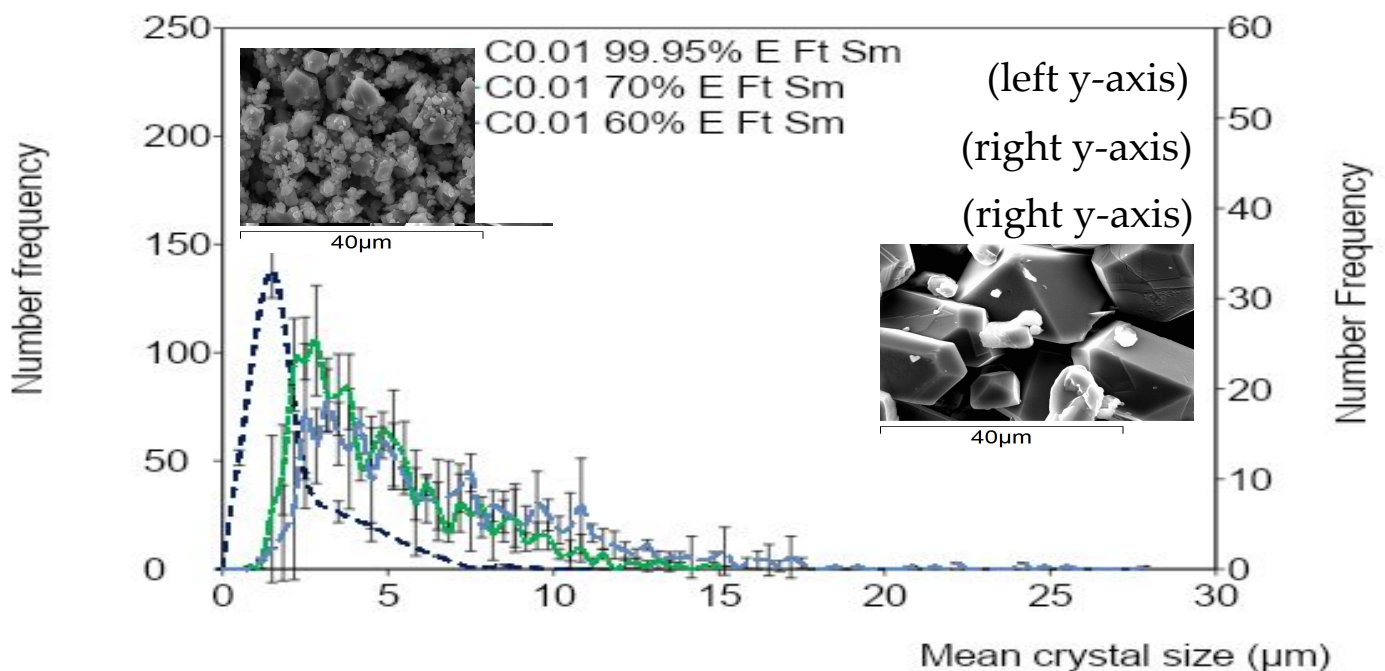 250
60
C0.01 99.95% E Ft Sm
(left y-axis)
C0.01 70% E Ft Sm
(right y-axis)
C0.01 60% E Ft Sm
(right y-axis)
200
50
150
40
100
30
50
20
0
10
0
40µm
40µm
Number frequency
Number Frequency
0 5 10 15 20 25 30
Mean crystal size (µm)